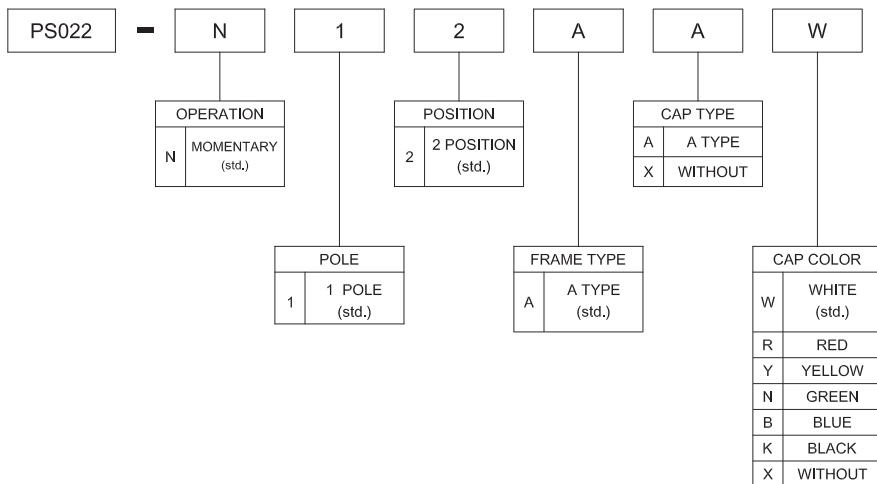 PS022 - N 1 2 A A W
OPERATION
N MOMENTARY
(std.)
POSITION
2 2 POSITION
(std.)
CAP TYPE
A A TYPE
X WITHOUT
POLE
1 1 POLE
(std.)
FRAME TYPE
A A TYPE
(std.)
CAP COLOR
W WHITE
(std.)
R RED
Y YELLOW
N GREEN
B BLUE
K BLACK
X WITHOUT